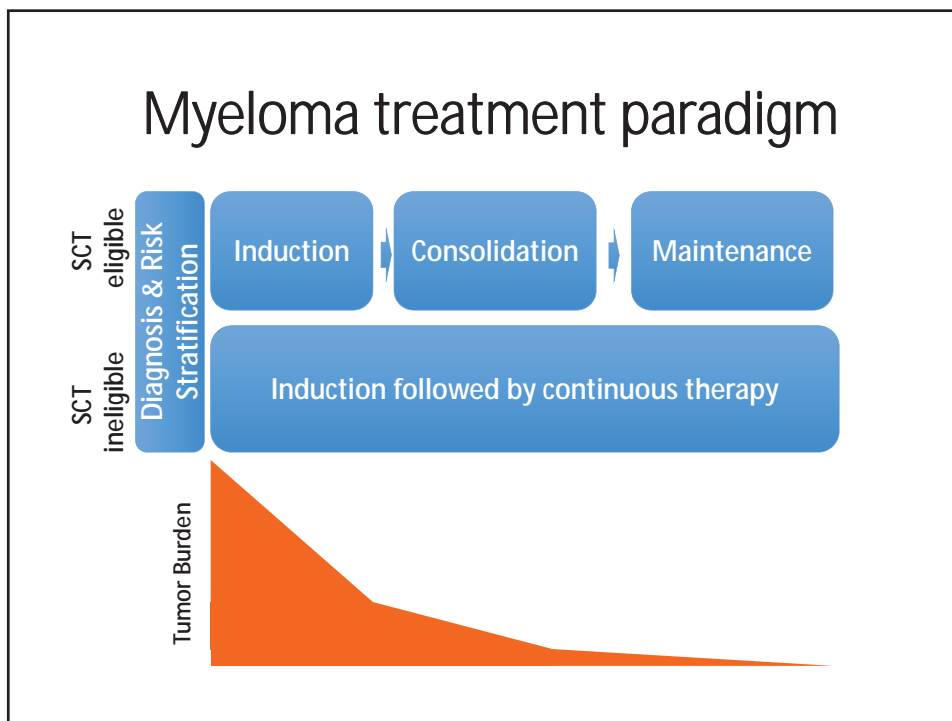 Myeloma treatment paradigm
SCT
eligible
SCT
ineligible
Diagnosis & Risk
Stratification
Induction
Consolidation
Maintenance
Induction followed by continuous therapy
Tumor Burden